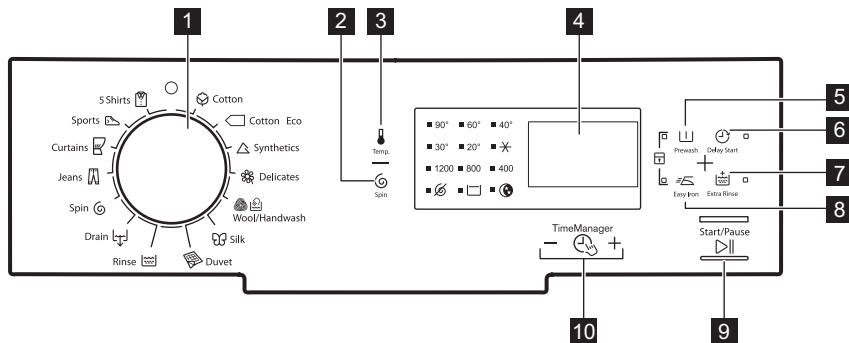 1
2
3
4
5
6
7
8
9
10
5 Shirts
Cotton
Sports
Cotton Eco
Curtains
Synthetics
Jeans
Delicates
Spin
Wool/Handwash
Drain
Silk
Rinse
Duvet
Temp.
Spin
90° 60° 40°
30° 20°
1200 800 400
TimeManager
− +
Prewash
Delay Start
Easy Iron
Extra Rinse
Start/Pause